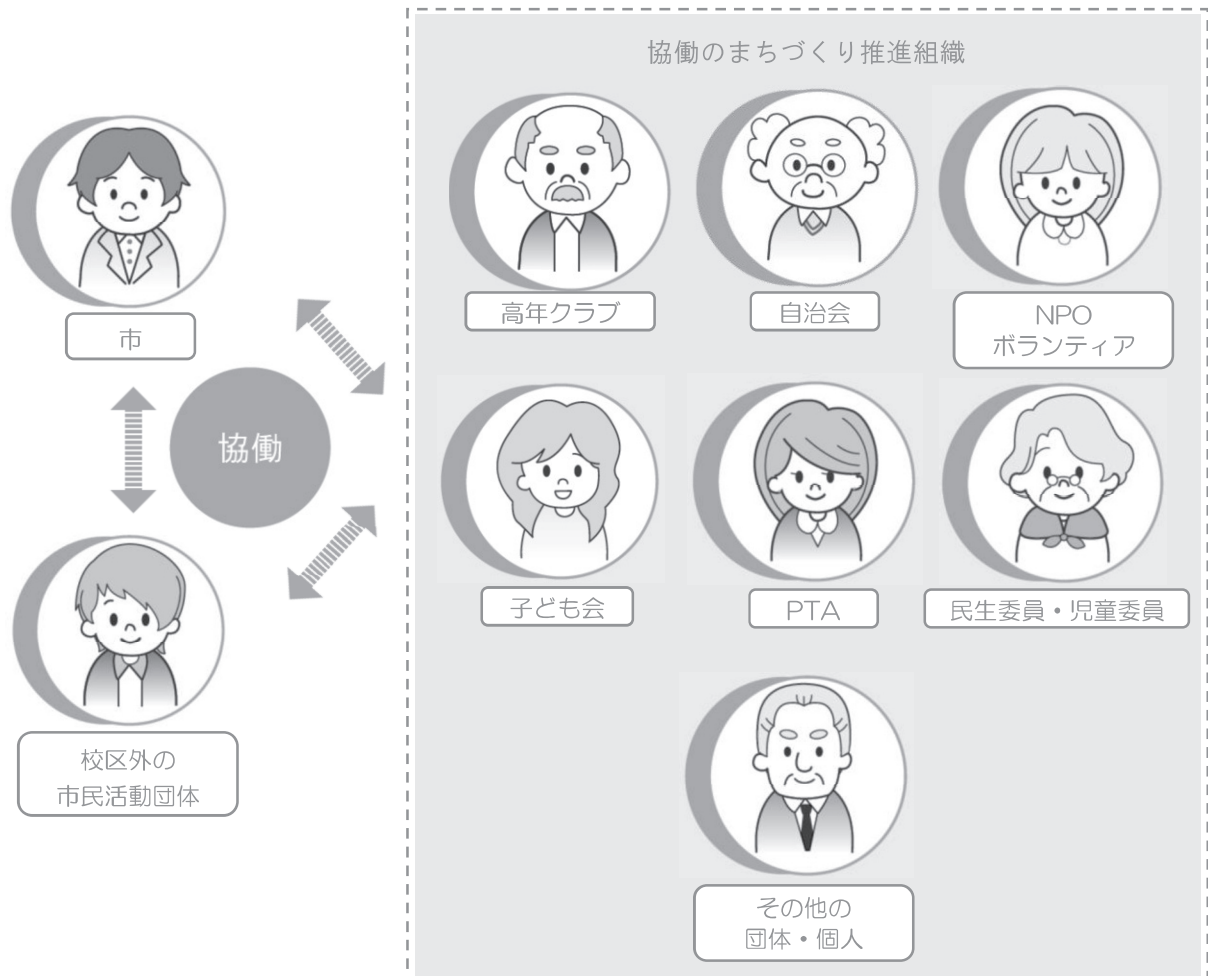 協働のまちづくり推進組織
高年クラブ
自治会
NPO
ボランティア
市
協働
子ども会
PTA
民生委員・児童委員
校区外の
市民活動団体
その他の
団体・個人